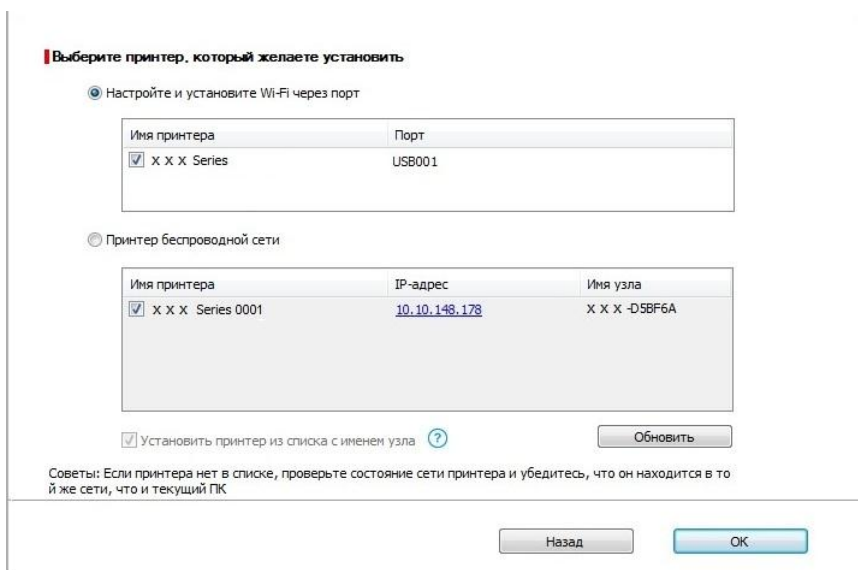 Выберите принтер, который желаете установить
Настройте и установите Wi-Fi через порт
Имя принтера Порт
X X X Series USB001
Принтер беспроводной сети
Имя принтера IP-адрес Имя узла
X X X Series 0001 10.10.148.178 X X X -D5BF6A
Установить принтер из списка с именем узла ? Обновить
Советы: Если принтера нет в списке, проверьте состояние сети принтера и убедитесь, что он находится в то
й же сети, что и текущий ПК
Назад OK